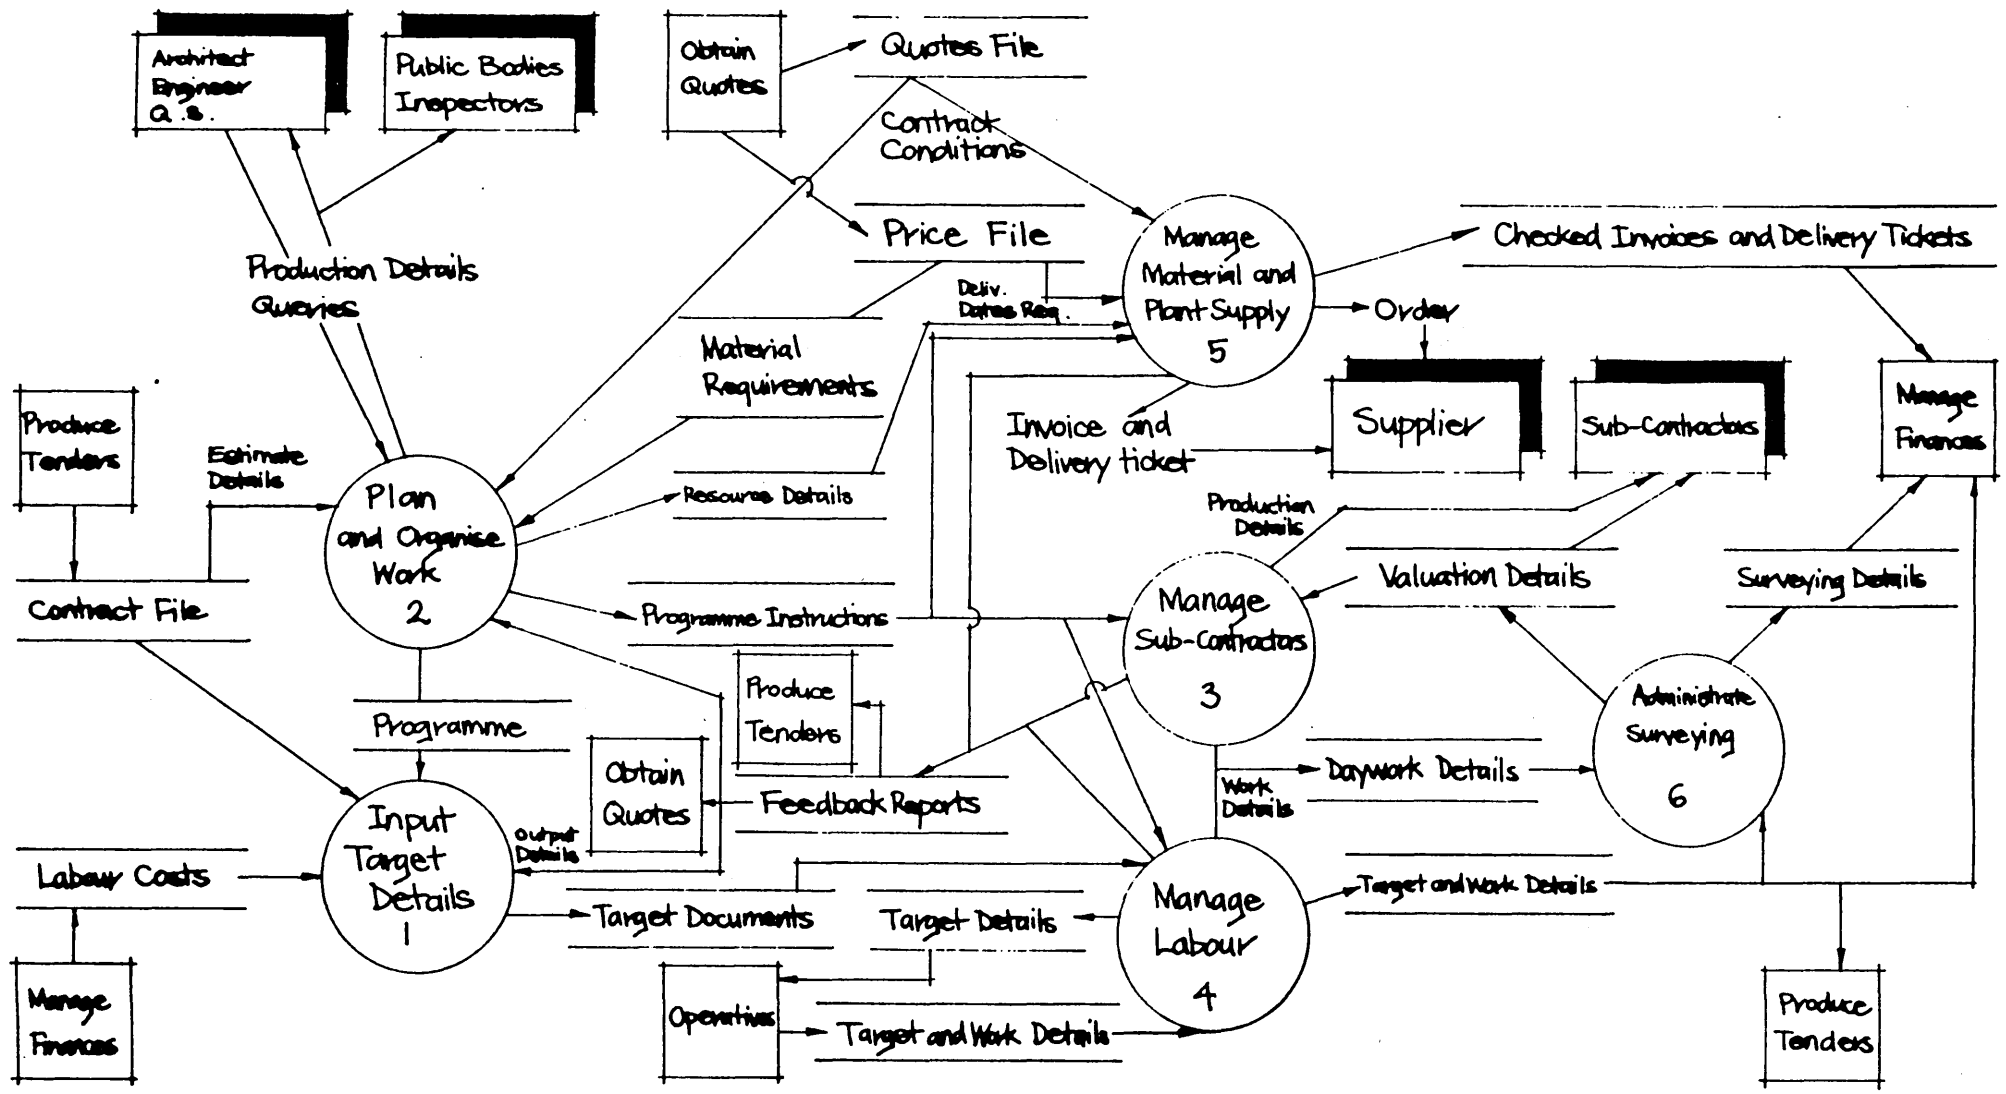 Architect
Engineer
Q.S.
Public Bodies
Inspectors
Obtain
Quotes
Quotes File
Contract
Conditions
Price File
Production Details
Queries
Manage
Material and
Plant Supply
5
Checked Invoices and Delivery Tickets
Deliv.
Dates Req.
Order
Material
Requirements
Produce
Tenders
Estimate
Details
Invoice and
Delivery ticket
Supplier
Sub-Contractors
Manage
Finances
Plan
and Organise
Work
2
Resource Details
Production
Details
Contract File
Programme Instructions
Manage
Sub-Contractors
3
Valuation Details
Surveying Details
Programme
Produce
Tenders
Administrate
Surveying
6
Obtain
Quotes
Feedback Reports
Work
Details
Daywork Details
Input
Target
Details
1
Output
Details
Labour Costs
Target Documents
Target Details
Manage
Labour
4
Target and Work Details
Manage
Finances
Operatives
Target and Work Details
Produce
Tenders